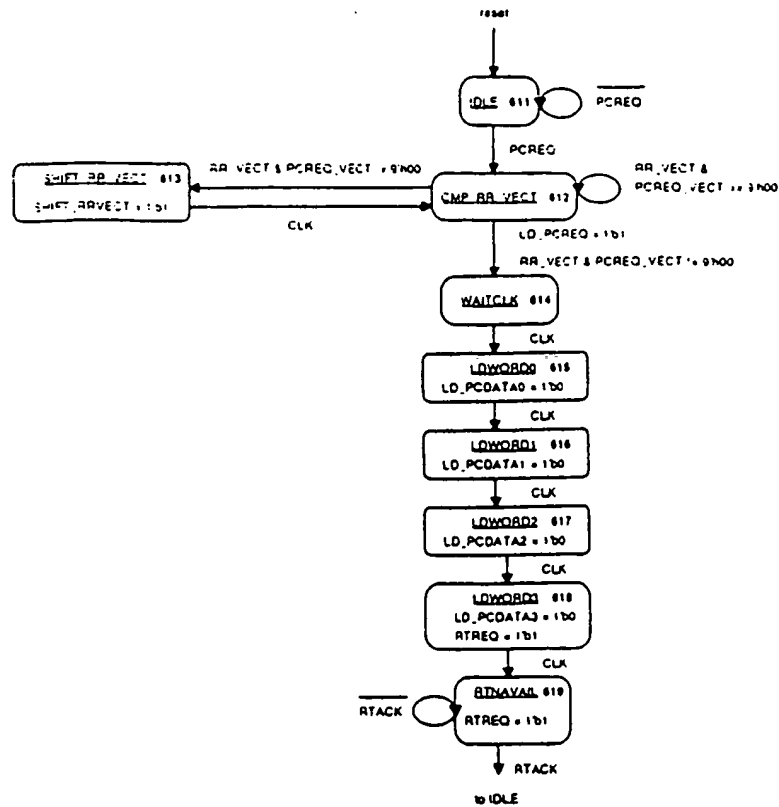 reset
IDLE 611
PCREQ
PCREQ
SHIFT_RR_VECT 613
SHIFT_RRVECT = 1'b1
RR_VECT & PCREQ_VECT = 9'h00
CLK
CMP_RR_VECT 612
RR_VECT &
PCREQ_VECT 9'h00
LD_PCREQ = 1'b1
RR_VECT & PCREQ_VECT != 9'h00
WAITCLK 614
CLK
LDWORD0 615
LD_PCDATA0 = 1'b0
CLK
LDWORD1 616
LD_PCDATA1 = 1'b0
CLK
LDWORD2 617
LD_PCDATA2 = 1'b0
CLK
LDWORD3 618
LD_PCDATA3 = 1'b0
RTREQ = 1'b1
CLK
RTNAVAIL 619
RTACK
RTREQ = 1'b1
RTACK
to IDLE